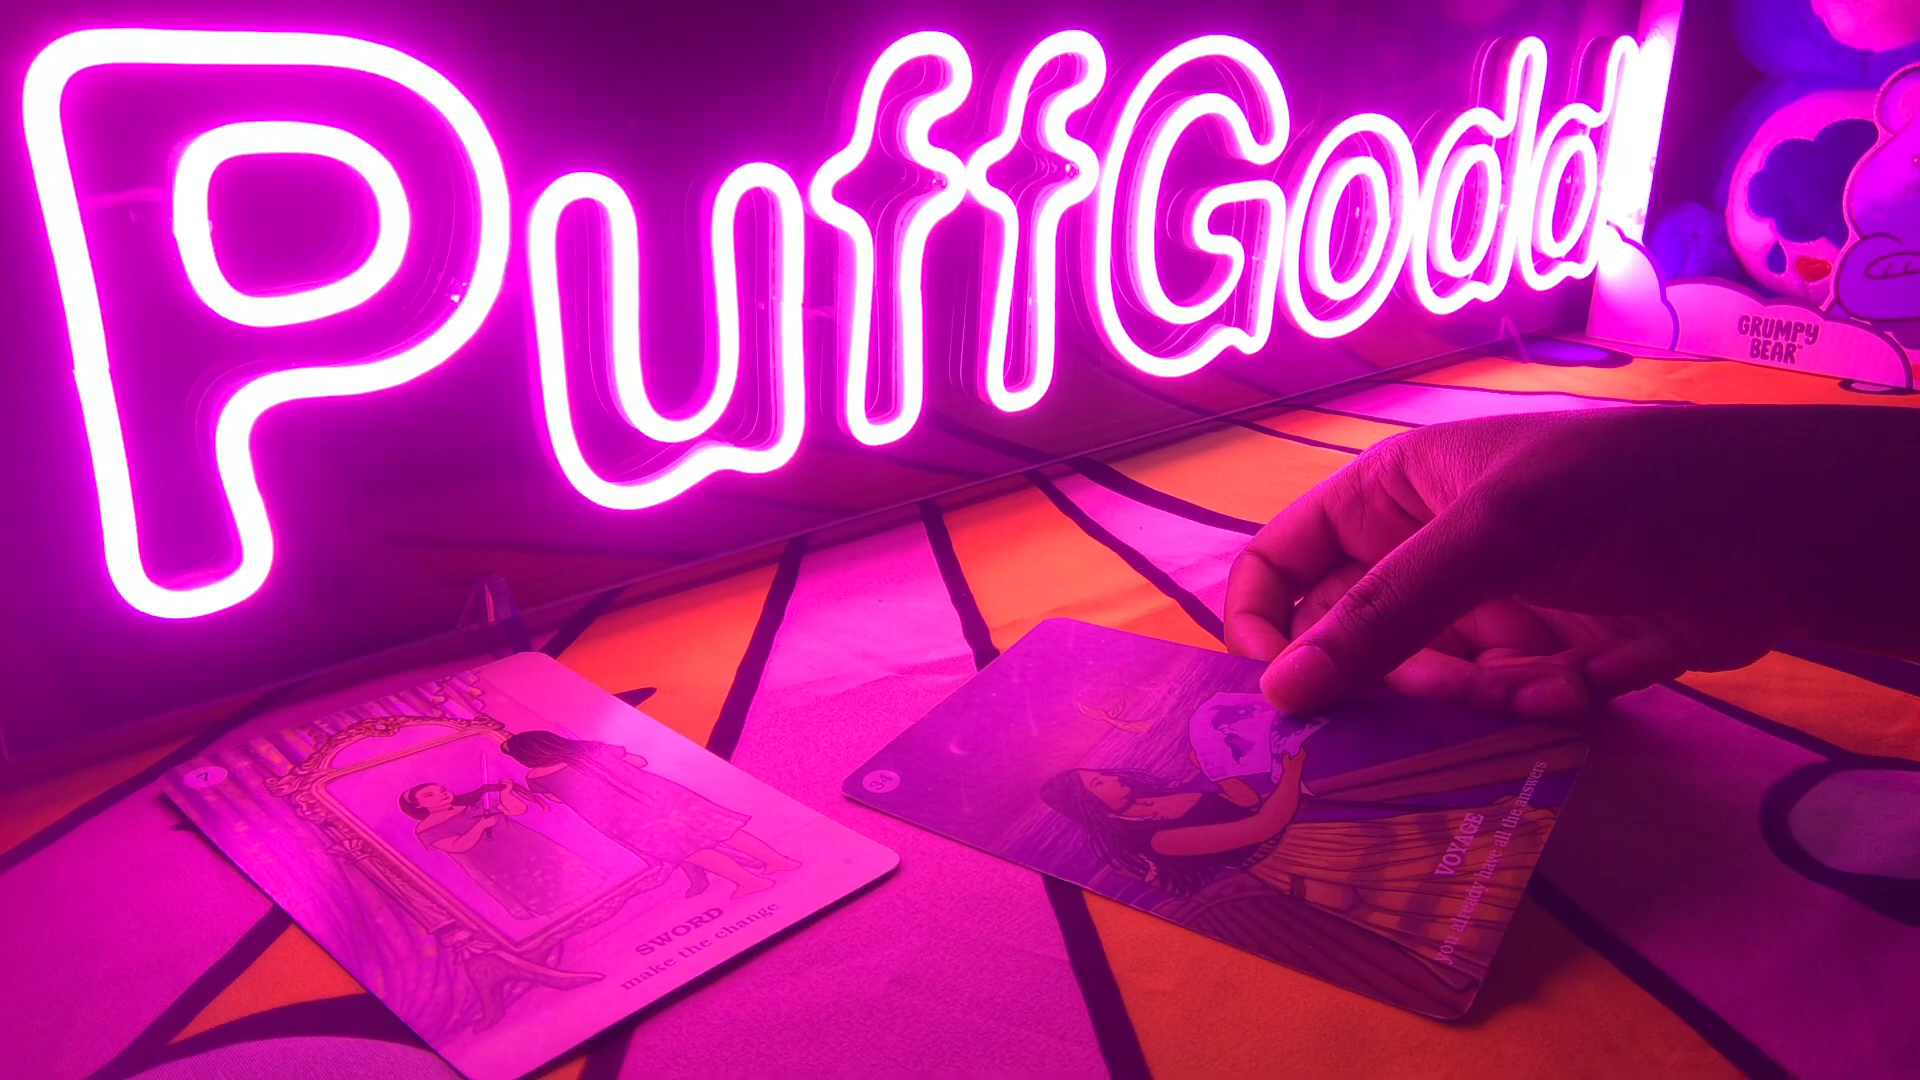 PuffGodd
GRUMPY
BEAR
7
SWORD
make the change
34
VOYAGE
you already have all the answers